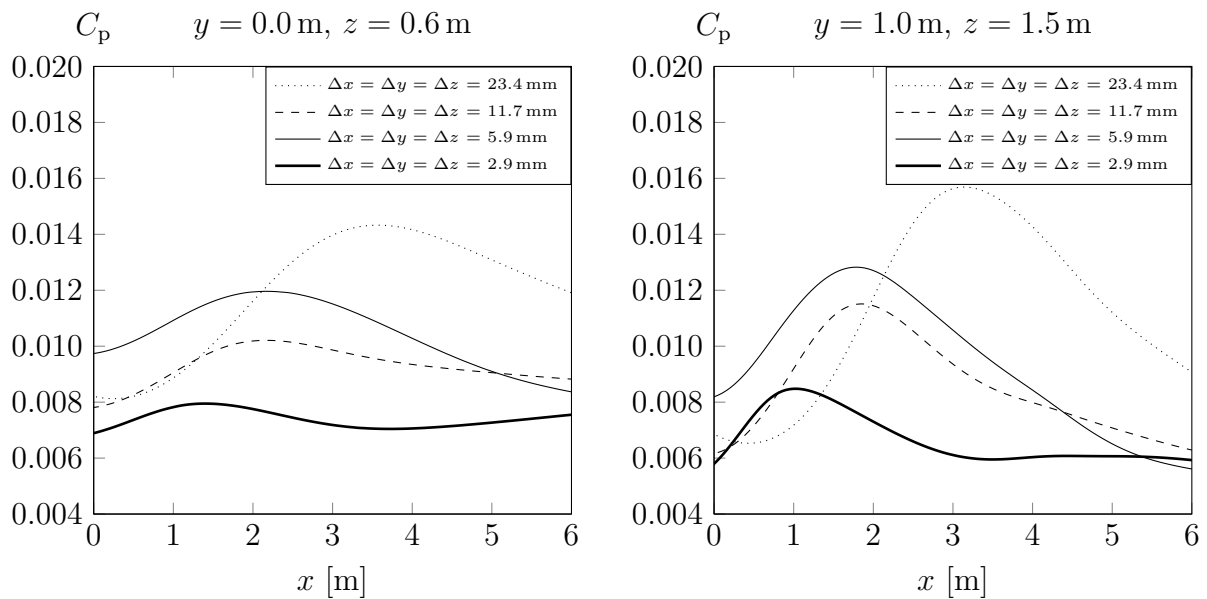 C_p y = 0.0 m, z = 0.6 m
0.020
0.018
0.016
0.014
0.012
0.010
0.008
0.006
0.004
0 1 2 3 4 5 6
x [m]
Δx = Δy = Δz = 23.4 mm
Δx = Δy = Δz = 11.7 mm
Δx = Δy = Δz = 5.9 mm
Δx = Δy = Δz = 2.9 mm
C_p y = 1.0 m, z = 1.5 m
0.020
0.018
0.016
0.014
0.012
0.010
0.008
0.006
0.004
0 1 2 3 4 5 6
x [m]
Δx = Δy = Δz = 23.4 mm
Δx = Δy = Δz = 11.7 mm
Δx = Δy = Δz = 5.9 mm
Δx = Δy = Δz = 2.9 mm